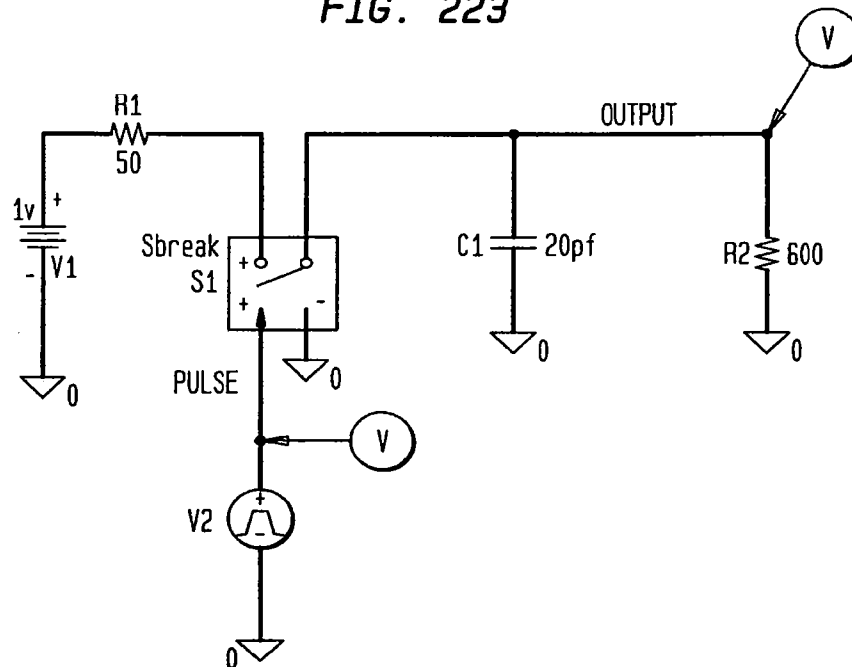 FIG. 223
V
R1
50
OUTPUT
1v
+
-
V1
Sbreak
S1
+
+
-
C1
20pf
R2
600
0
0
0
0
PULSE
V
V2
+
-
0